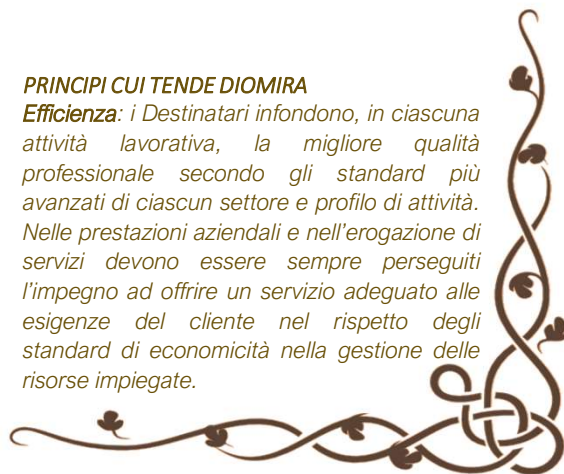 PRINCIPI CUI TENDE DIOMIRA
Efficienza: i Destinatari infondono, in ciascuna
attività lavorativa, la migliore qualità
professionale secondo gli standard più
avanzati di ciascun settore e profilo di attività.
Nelle prestazioni aziendali e nell'erogazione di
servizi devono essere sempre perseguiti
l'impegno ad offrire un servizio adeguato alle
esigenze del cliente nel rispetto degli
standard di economicità nella gestione delle
risorse impiegate.